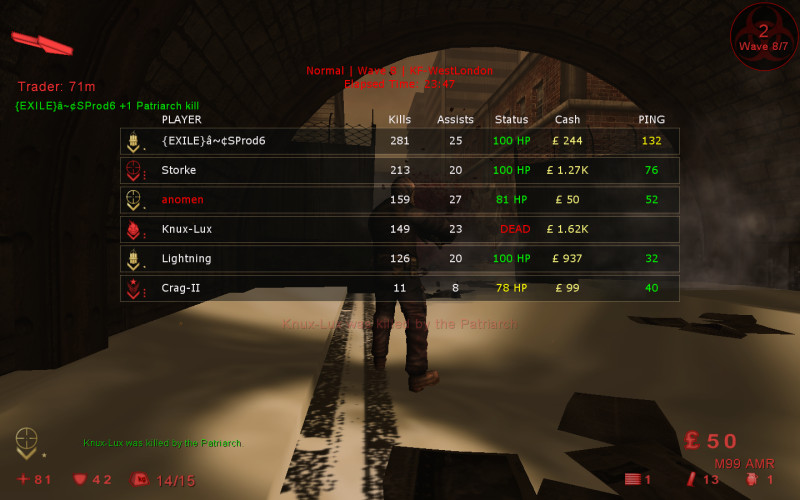 2
Wave 8/7
Normal | Wave 8 | KF-WestLondon
Elapsed Time: 23:47
Trader: 71m
{EXILE}â~¢SProd6 +1 Patriarch kill
PLAYER Kills Assists Status Cash PING
{EXILE}â~¢SProd6 281 25 100 HP £ 244 132
Storke 213 20 100 HP £ 1.27K 76
anomen 159 27 81 HP £ 50 52
Knux-Lux 149 23 DEAD £ 1.62K
Lightning 126 20 100 HP £ 937 32
Crag-II 11 8 78 HP £ 99 40
Knux-Lux was killed by the Patriarch.
Knux-Lux was killed by the Patriarch.
£ 50
M99 AMR
81 42 14/15 1 13 1